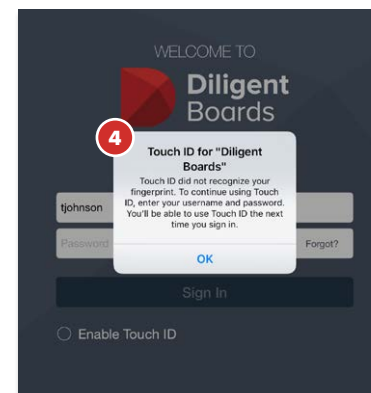 WELCOME TO
Diligent
Boards
4
Touch ID for "Diligent
Boards"
Touch ID did not recognize your
fingerprint. To continue using Touch
ID, enter your username and password.
You'll be able to use Touch ID the next
time you sign in.
OK
tjohnson
Password
Forgot?
Sign In
Enable Touch ID